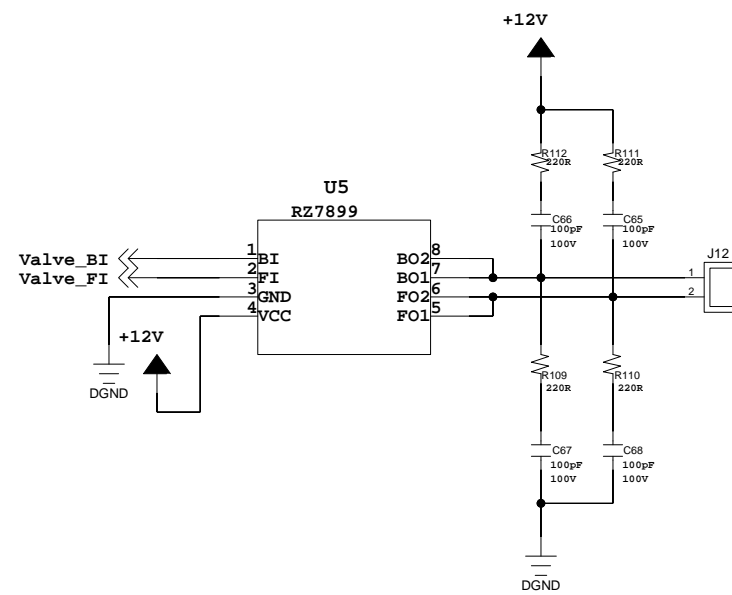 +12V
R112
220R
R111
220R
U5
RZ7899
C66
100pF
100V
C65
100pF
100V
J12
Valve_BI
1
BI
BO2
8
Valve_FI
2
FI
BO1
7
1
3
GND
FO2
6
2
4
VCC
FO1
5
+12V
DGND
R109
220R
R110
220R
C67
100pF
100V
C68
100pF
100V
DGND